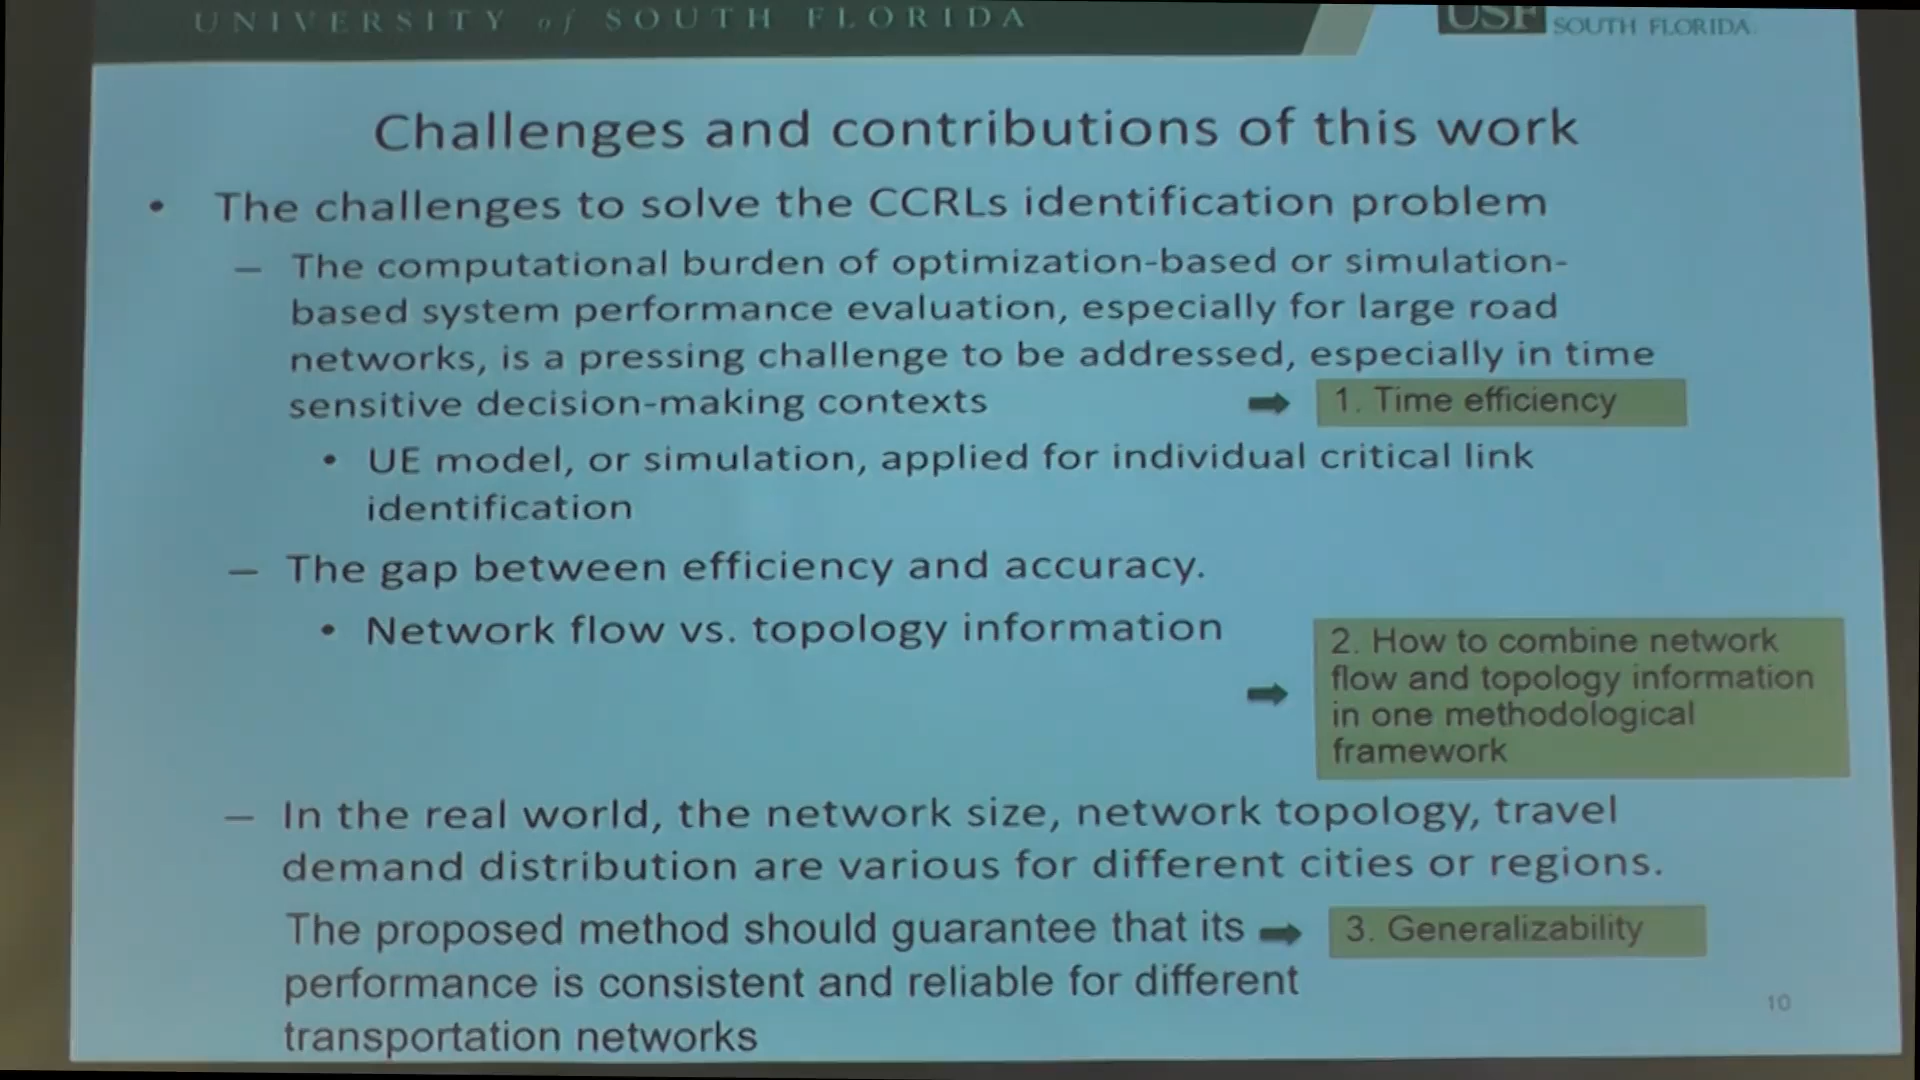 UNIVERSITY of SOUTH FLORIDA
USF SOUTH FLORIDA
Challenges and contributions of this work
• The challenges to solve the CCRLs identification problem
– The computational burden of optimization-based or simulation-
based system performance evaluation, especially for large road
networks, is a pressing challenge to be addressed, especially in time
sensitive decision-making contexts
1. Time efficiency
• UE model, or simulation, applied for individual critical link
identification
– The gap between efficiency and accuracy.
• Network flow vs. topology information
2. How to combine network
flow and topology information
in one methodological
framework
– In the real world, the network size, network topology, travel
demand distribution are various for different cities or regions.
The proposed method should guarantee that its
3. Generalizability
performance is consistent and reliable for different
transportation networks
10